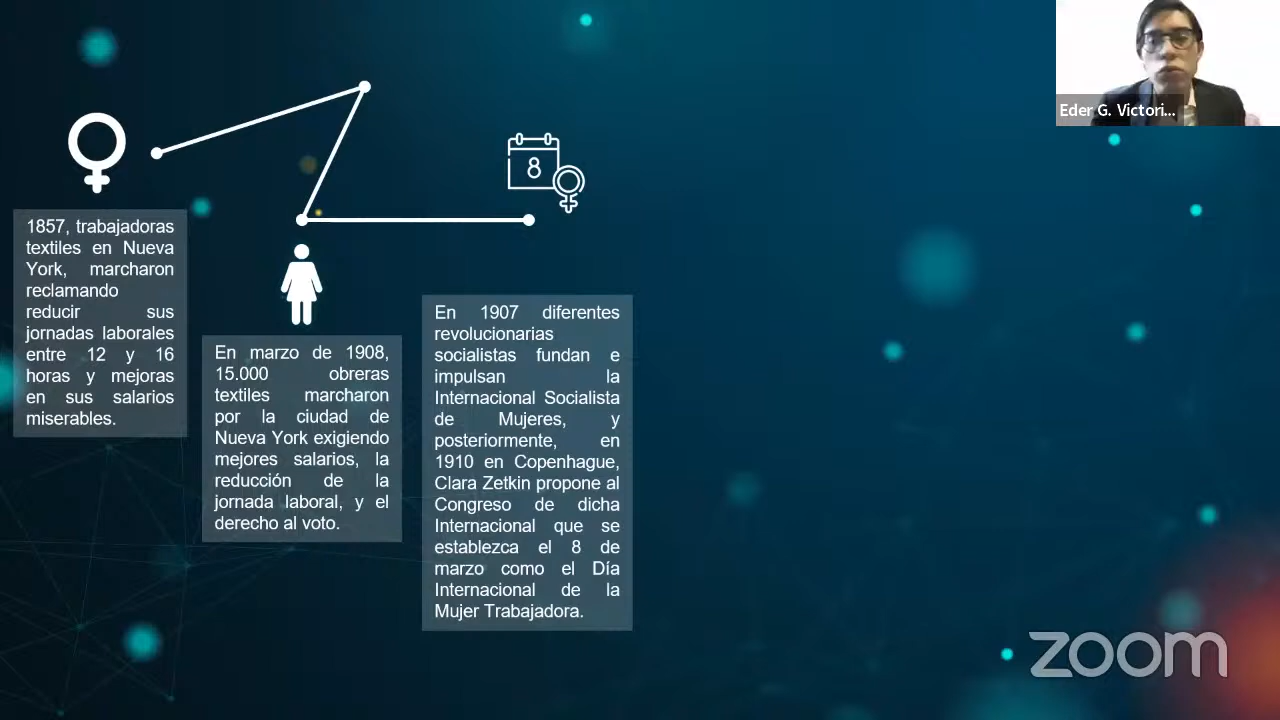 1857, trabajadoras
textiles en Nueva
York, marcharon
reclamando
reducir sus
jornadas laborales
entre 12 y 16
horas y mejoras
en sus salarios
miserables.
En marzo de 1908,
15.000 obreras
textiles marcharon
por la ciudad de
Nueva York exigiendo
mejores salarios, la
reducción de la
jornada laboral, y el
derecho al voto.
8
En 1907 diferentes
revolucionarias
socialistas fundan e
impulsan la
Internacional Socialista
de Mujeres, y
posteriormente, en
1910 en Copenhague,
Clara Zetkin propone al
Congreso de dicha
Internacional que se
establezca el 8 de
marzo como el Día
Internacional de la
Mujer Trabajadora.
Eder G. Victori...
zoom